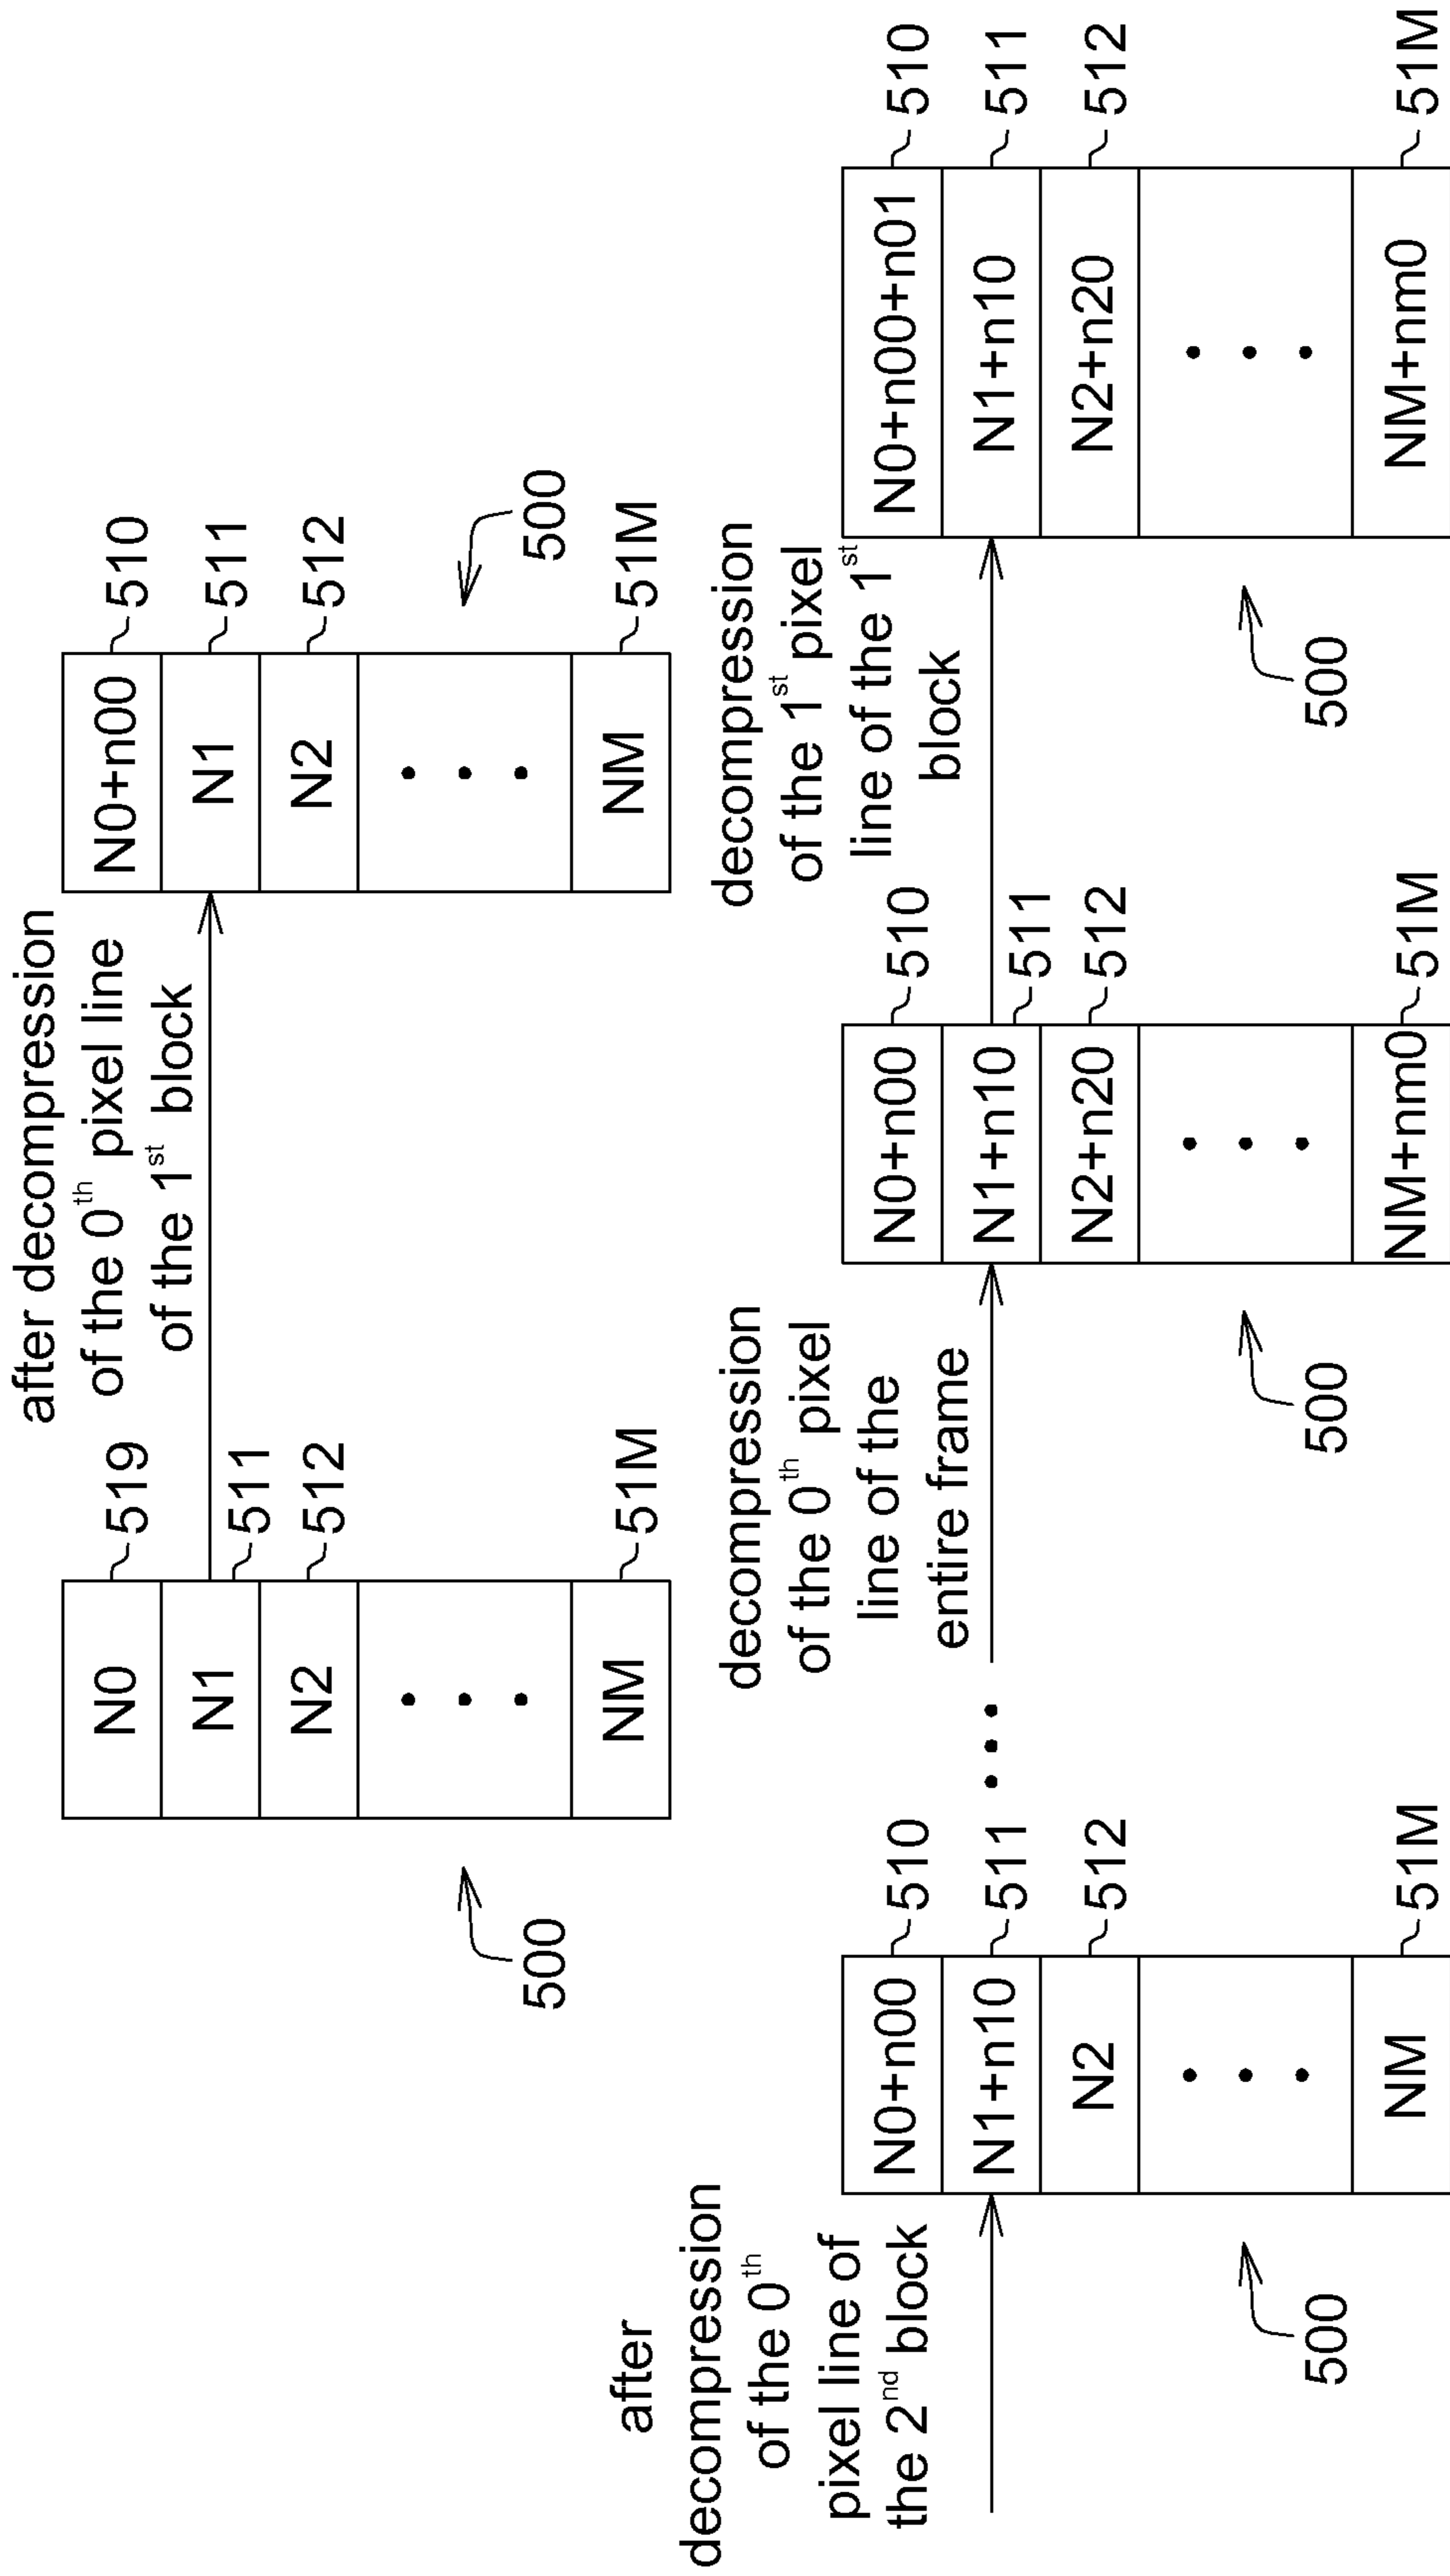 N0
N1
N2
NM
519
511
512
51M
500
after decompression
of the 0th pixel line
of the 1st block
N0+n00
N1
N2
NM
510
511
512
51M
500
after
decompression
of the 0th
pixel line of
the 2nd block
N0+n00
N1+n10
N2
NM
510
511
512
51M
500
decompression
of the 0th pixel
line of the
entire frame
N0+n00
N1+n10
N2+n20
NM+nm0
510
511
512
51M
500
decompression
of the 1st pixel
line of the 1st
block
N0+n00+n01
N1+n10
N2+n20
NM+nm0
510
511
512
51M
500